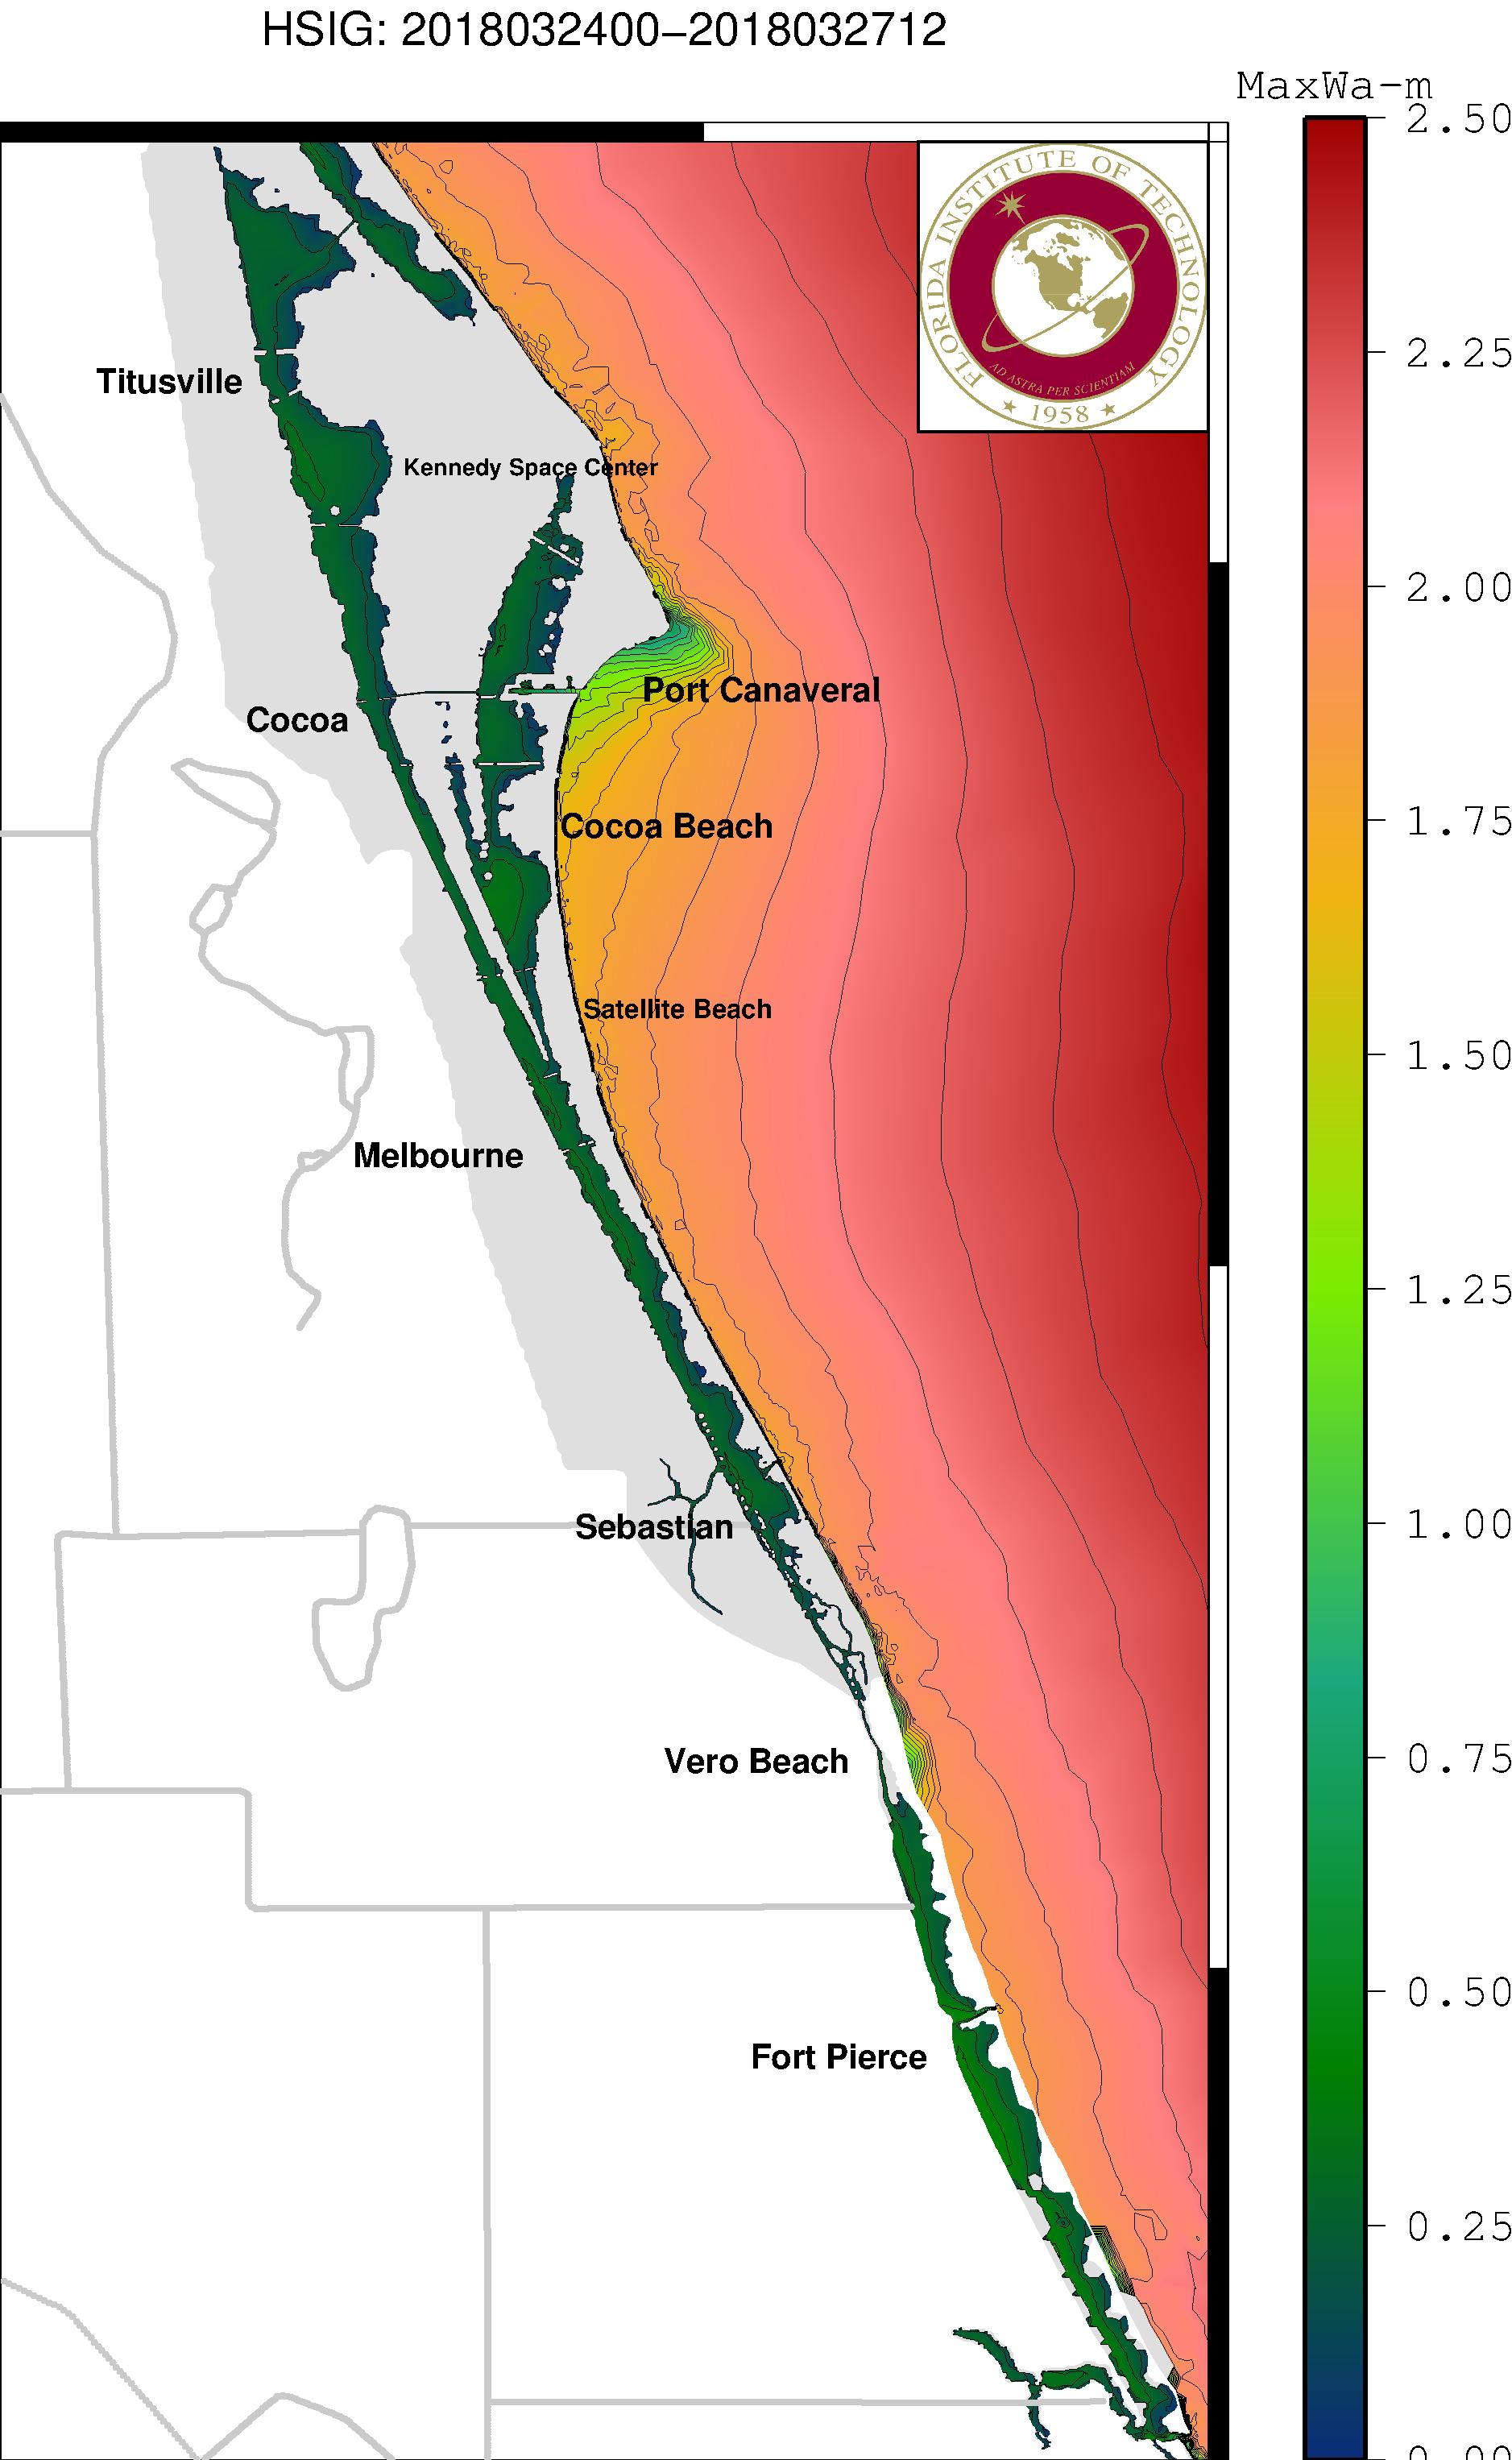 HSIG: 2018032400–2018032712
MaxWa-m
2.50
FLORIDA INSTITUTE OF TECHNOLOGY
AD ASTRA PER SCIENTIAM
★ 1958 ★
2.25
Titusville
Kennedy Space Center
2.00
Port Canaveral
Cocoa
1.75
Cocoa Beach
Satellite Beach
1.50
Melbourne
1.25
1.00
Sebastian
0.75
Vero Beach
0.50
Fort Pierce
0.25
0.00